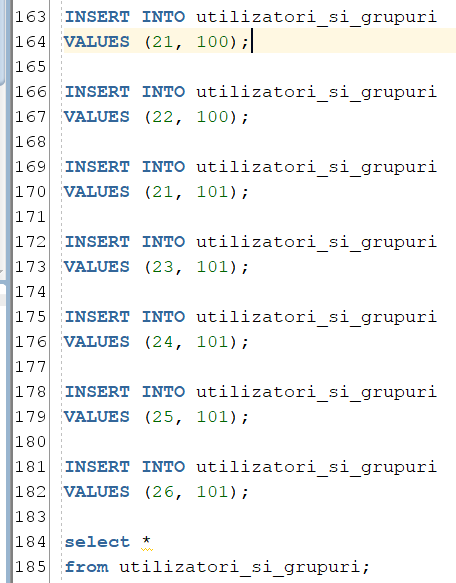 163 INSERT INTO utilizatori_si_grupuri
164 VALUES (21, 100);
165
166 INSERT INTO utilizatori_si_grupuri
167 VALUES (22, 100);
168
169 INSERT INTO utilizatori_si_grupuri
170 VALUES (21, 101);
171
172 INSERT INTO utilizatori_si_grupuri
173 VALUES (23, 101);
174
175 INSERT INTO utilizatori_si_grupuri
176 VALUES (24, 101);
177
178 INSERT INTO utilizatori_si_grupuri
179 VALUES (25, 101);
180
181 INSERT INTO utilizatori_si_grupuri
182 VALUES (26, 101);
183
184 select *
185 from utilizatori_si_grupuri;